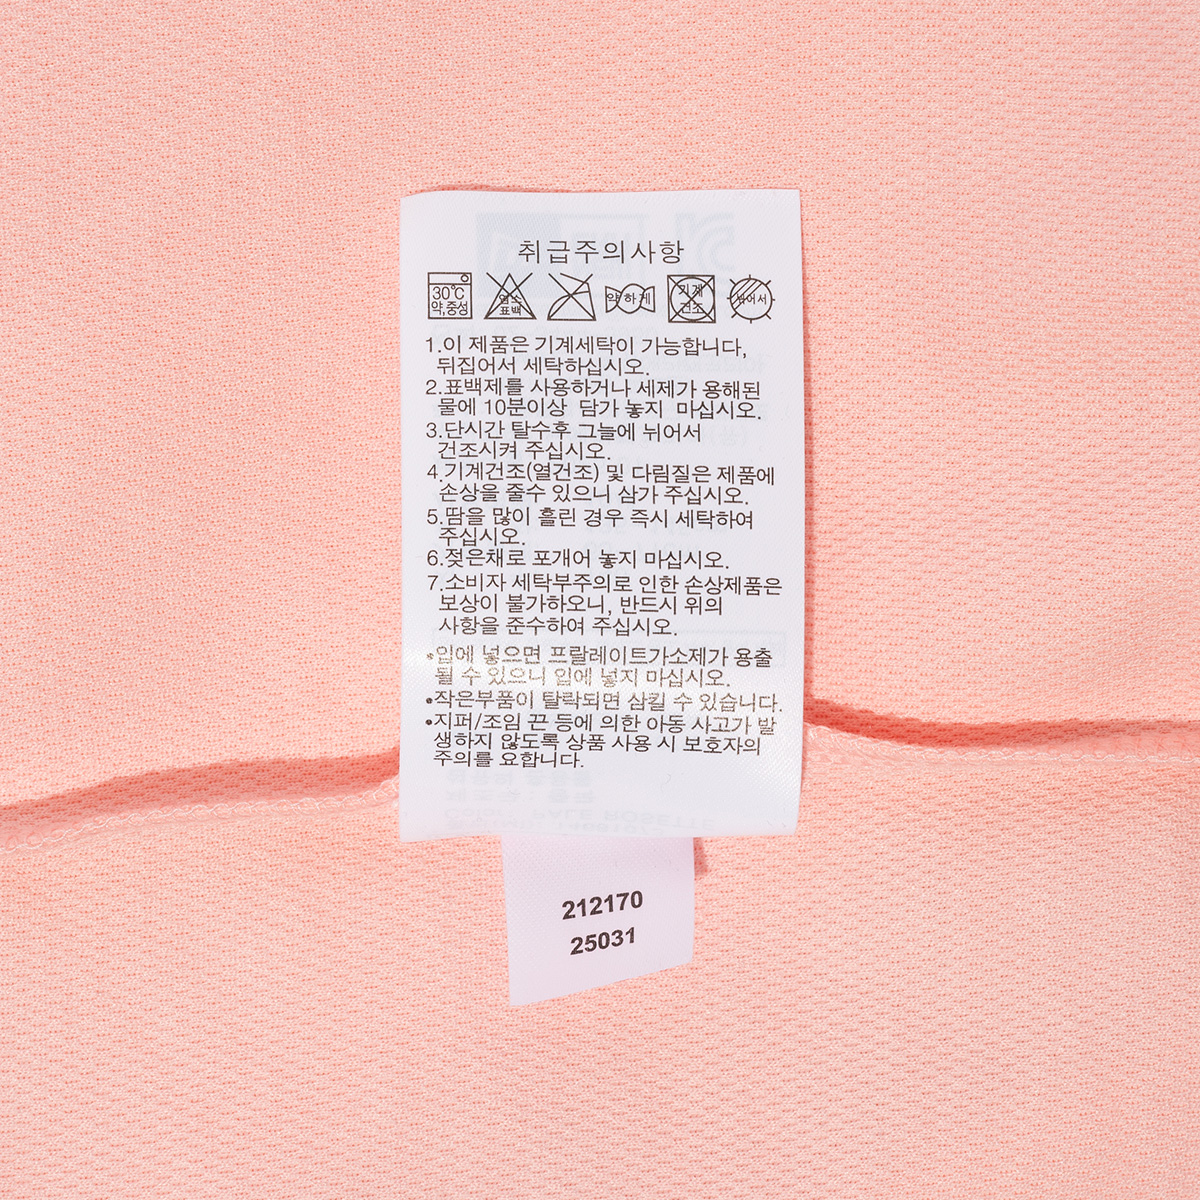 취급주의사항
30℃
약,중성
염소
표백
약하게
기계
건조
뉘어서
1.이 제품은 기계세탁이 가능합니다,
뒤집어서 세탁하십시오.
2.표백제를 사용하거나 세제가 용해된
물에 10분이상 담가 놓지 마십시오.
3.단시간 탈수후 그늘에 뉘어서
건조시켜 주십시오.
4.기계건조(열건조) 및 다림질은 제품에
손상을 줄수 있으니 삼가 주십시오.
5.땀을 많이 흘린 경우 즉시 세탁하여
주십시오.
6.젖은채로 포개어 놓지 마십시오.
7.소비자 세탁부주의로 인한 손상제품은
보상이 불가하오니, 반드시 위의
사항을 준수하여 주십시오.
•입에 넣으면 프탈레이트가소제가 용출
될 수 있으니 입에 넣지 마십시오.
•작은부품이 탈락되면 삼킬 수 있습니다.
•지퍼/조임 끈 등에 의한 아동 사고가 발
생하지 않도록 상품 사용 시 보호자의
주의를 요합니다.
212170
25031